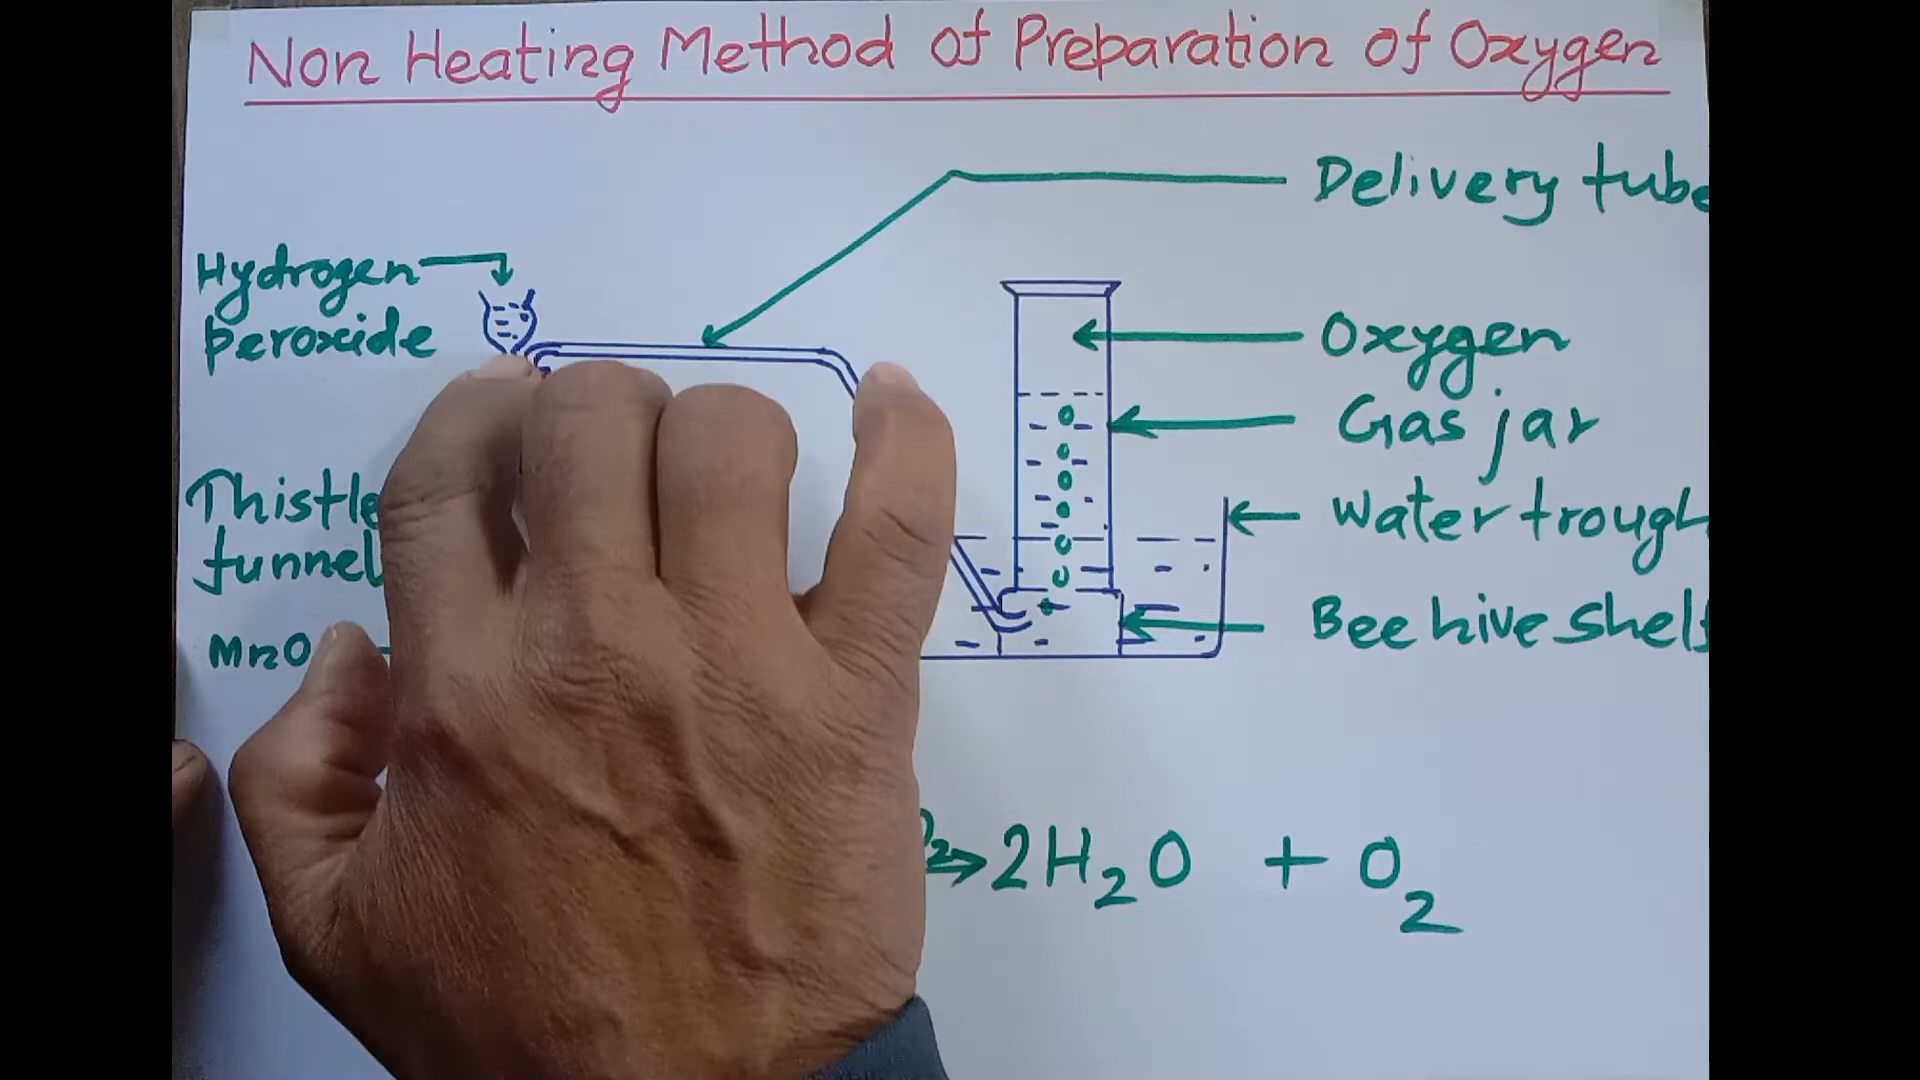 Non Heating Method of Preparation of Oxygen
Delivery tube
Hydrogen
peroxide
Oxygen
Gas jar
Thistle
funnel
Water trough
MnO
Bee hive shelf
→ 2H₂O + O₂